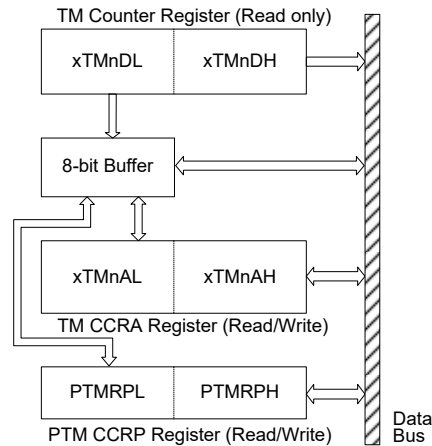 TM Counter Register (Read only)
xTMnDL xTMnDH
8-bit Buffer
xTMnAL xTMnAH
TM CCRA Register (Read/Write)
PTMRPL PTMRPH
PTM CCRP Register (Read/Write)
Data
Bus